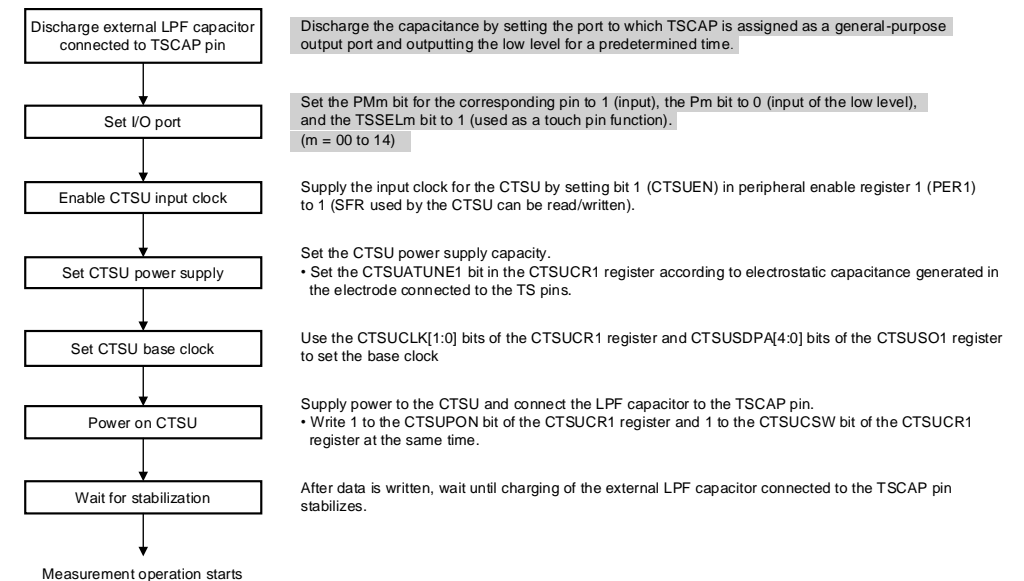 Discharge external LPF capacitor
connected to TSCAP pin
Discharge the capacitance by setting the port to which TSCAP is assigned as a general-purpose
output port and outputting the low level for a predetermined time.
Set I/O port
Set the PMm bit for the corresponding pin to 1 (input), the Pm bit to 0 (input of the low level),
and the TSSELm bit to 1 (used as a touch pin function).
(m = 00 to 14)
Enable CTSU input clock
Supply the input clock for the CTSU by setting bit 1 (CTSUEN) in peripheral enable register 1 (PER1)
to 1 (SFR used by the CTSU can be read/written).
Set CTSU power supply
Set the CTSU power supply capacity.
• Set the CTSUATUNE1 bit in the CTSUCR1 register according to electrostatic capacitance generated in
the electrode connected to the TS pins.
Set CTSU base clock
Use the CTSUCLK[1:0] bits of the CTSUCR1 register and CTSUSDPA[4:0] bits of the CTSUSO1 register
to set the base clock
Power on CTSU
Supply power to the CTSU and connect the LPF capacitor to the TSCAP pin.
• Write 1 to the CTSUPON bit of the CTSUCR1 register and 1 to the CTSUCSW bit of the CTSUCR1
register at the same time.
Wait for stabilization
After data is written, wait until charging of the external LPF capacitor connected to the TSCAP pin
stabilizes.
Measurement operation starts